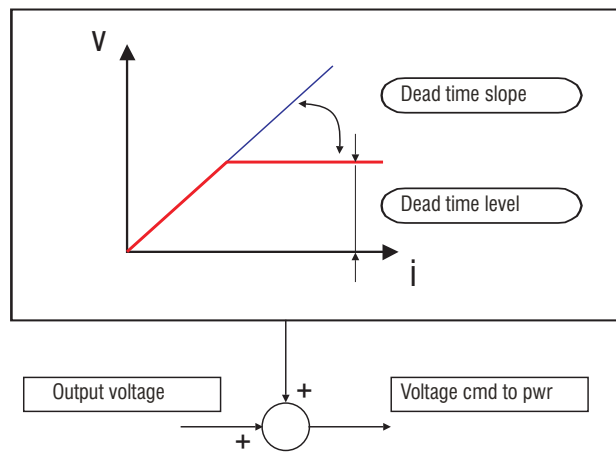 V
Dead time slope
Dead time level
i
Output voltage
+
Voltage cmd to pwr
+